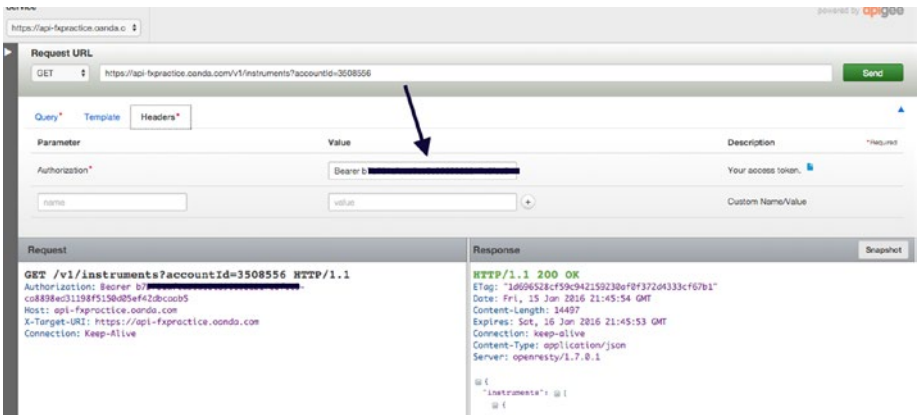 Service
powered by apigee
https://api-fxpractice.oanda.c
Request URL
GET https://api-fxpractice.oanda.com/v1/instruments?accountId=3508556 Send
Query* Template Headers*
Parameter Value Description *Required
Authorization* Bearer b Your access token.
name value + Custom Name/Value
Request
GET /v1/instruments?accountId=3508556 HTTP/1.1
Authorization: Bearer
ca8898ed31198f5150d05ef42dbcaab5
Host: api-fxpractice.oanda.com
X-Target-URI: https://api-fxpractice.oanda.com
Connection: Keep-Alive
Response Snapshot
HTTP/1.1 200 OK
ETag: "1d696528cf59c942159230af0f372d4333cf67b1"
Date: Fri, 15 Jan 2016 21:45:54 GMT
Content-Length: 14497
Expires: Sat, 16 Jan 2016 21:45:53 GMT
Connection: keep-alive
Content-Type: application/json
Server: openresty/1.7.0.1
{
"instruments": [
{